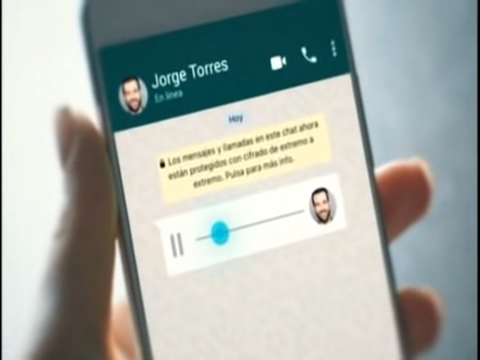 Jorge Torres
En línea
Hoy
Los mensajes y llamadas en este chat ahora
están protegidos con cifrado de extremo a
extremo. Pulsa para más info.